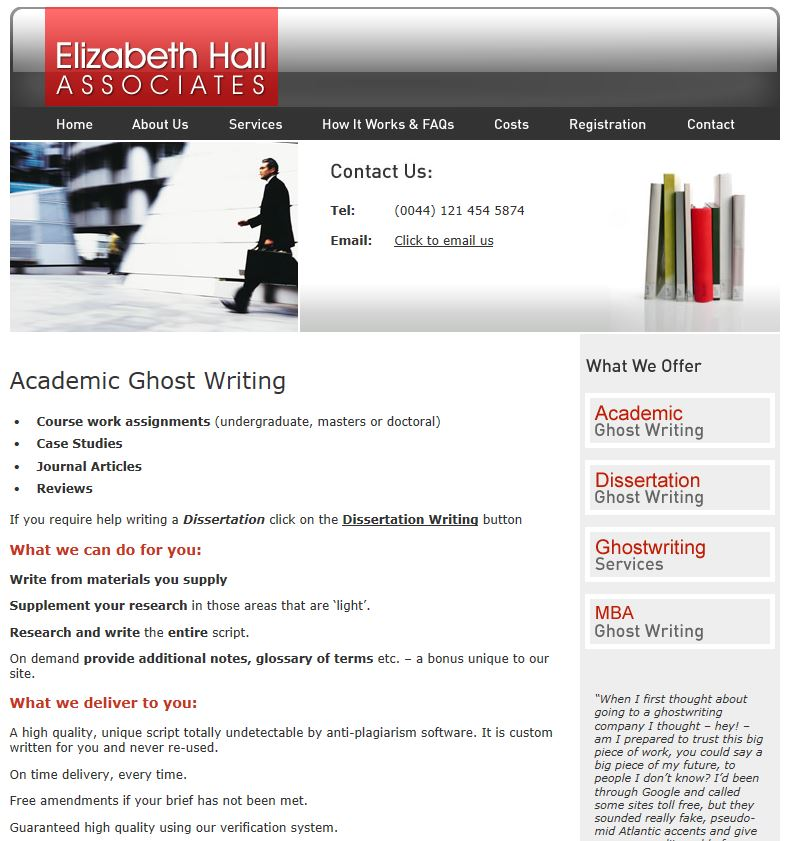 Elizabeth Hall
ASSOCIATES
Home About Us Services How It Works & FAQs Costs Registration Contact
Contact Us:
Tel: (0044) 121 454 5874
Email: Click to email us
Academic Ghost Writing
• Course work assignments (undergraduate, masters or doctoral)
• Case Studies
• Journal Articles
• Reviews
If you require help writing a Dissertation click on the Dissertation Writing button
What we can do for you:
Write from materials you supply
Supplement your research in those areas that are ‘light’.
Research and write the entire script.
On demand provide additional notes, glossary of terms etc. – a bonus unique to our
site.
What we deliver to you:
A high quality, unique script totally undetectable by anti-plagiarism software. It is custom
written for you and never re-used.
On time delivery, every time.
Free amendments if your brief has not been met.
Guaranteed high quality using our verification system.
What We Offer
Academic
Ghost Writing
Dissertation
Ghost Writing
Ghostwriting
Services
MBA
Ghost Writing
“When I first thought about
going to a ghostwriting
company I thought – hey! –
am I prepared to trust this big
piece of work, you could say a
big piece of my future, to
people I don’t know? I’d been
through Google and called
some sites toll free, but they
sounded really fake, pseudo-
mid Atlantic accents and give